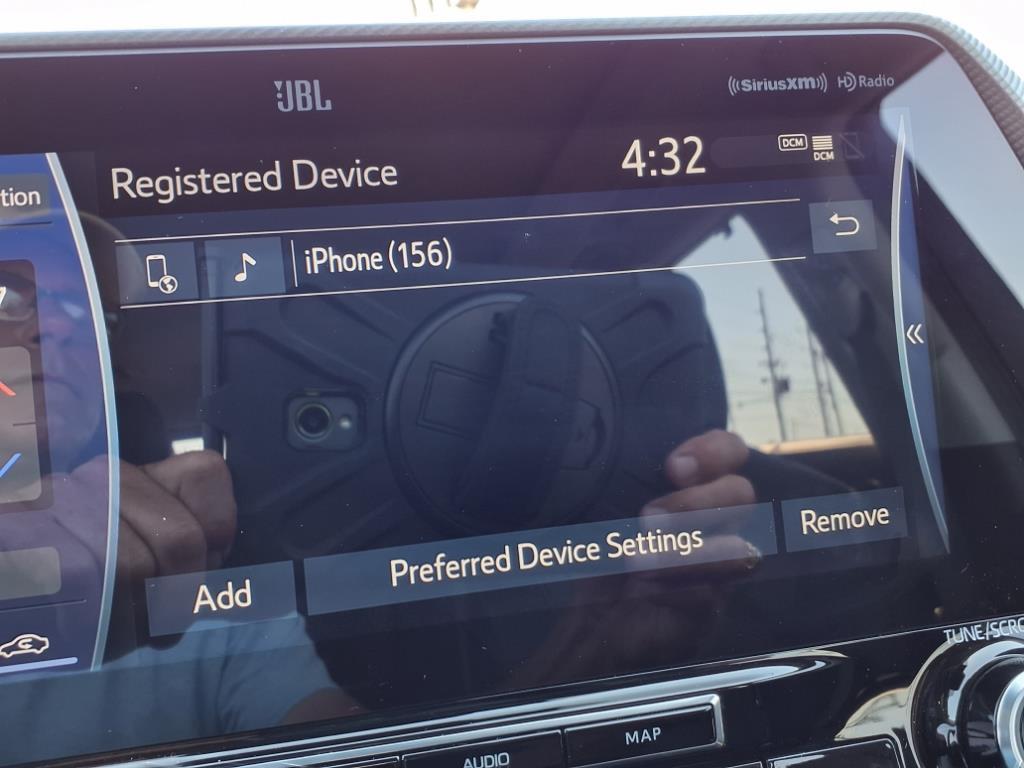 JBL
SiriusXM HD Radio
Registered Device
4:32
DCM
DCM
tion
iPhone (156)
Add
Preferred Device Settings
Remove
TUNE/SCRO
AUDIO
MAP